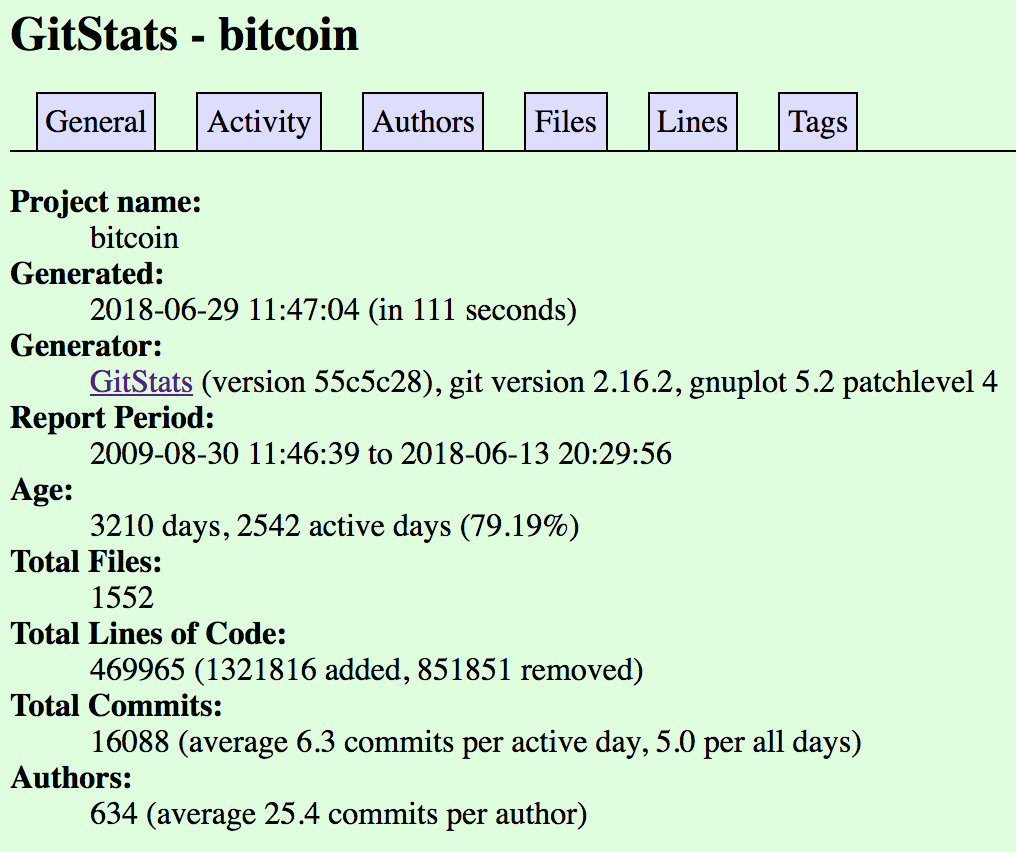 GitStats - bitcoin
General Activity Authors Files Lines Tags
Project name:
bitcoin
Generated:
2018-06-29 11:47:04 (in 111 seconds)
Generator:
GitStats (version 55c5c28), git version 2.16.2, gnuplot 5.2 patchlevel 4
Report Period:
2009-08-30 11:46:39 to 2018-06-13 20:29:56
Age:
3210 days, 2542 active days (79.19%)
Total Files:
1552
Total Lines of Code:
469965 (1321816 added, 851851 removed)
Total Commits:
16088 (average 6.3 commits per active day, 5.0 per all days)
Authors:
634 (average 25.4 commits per author)